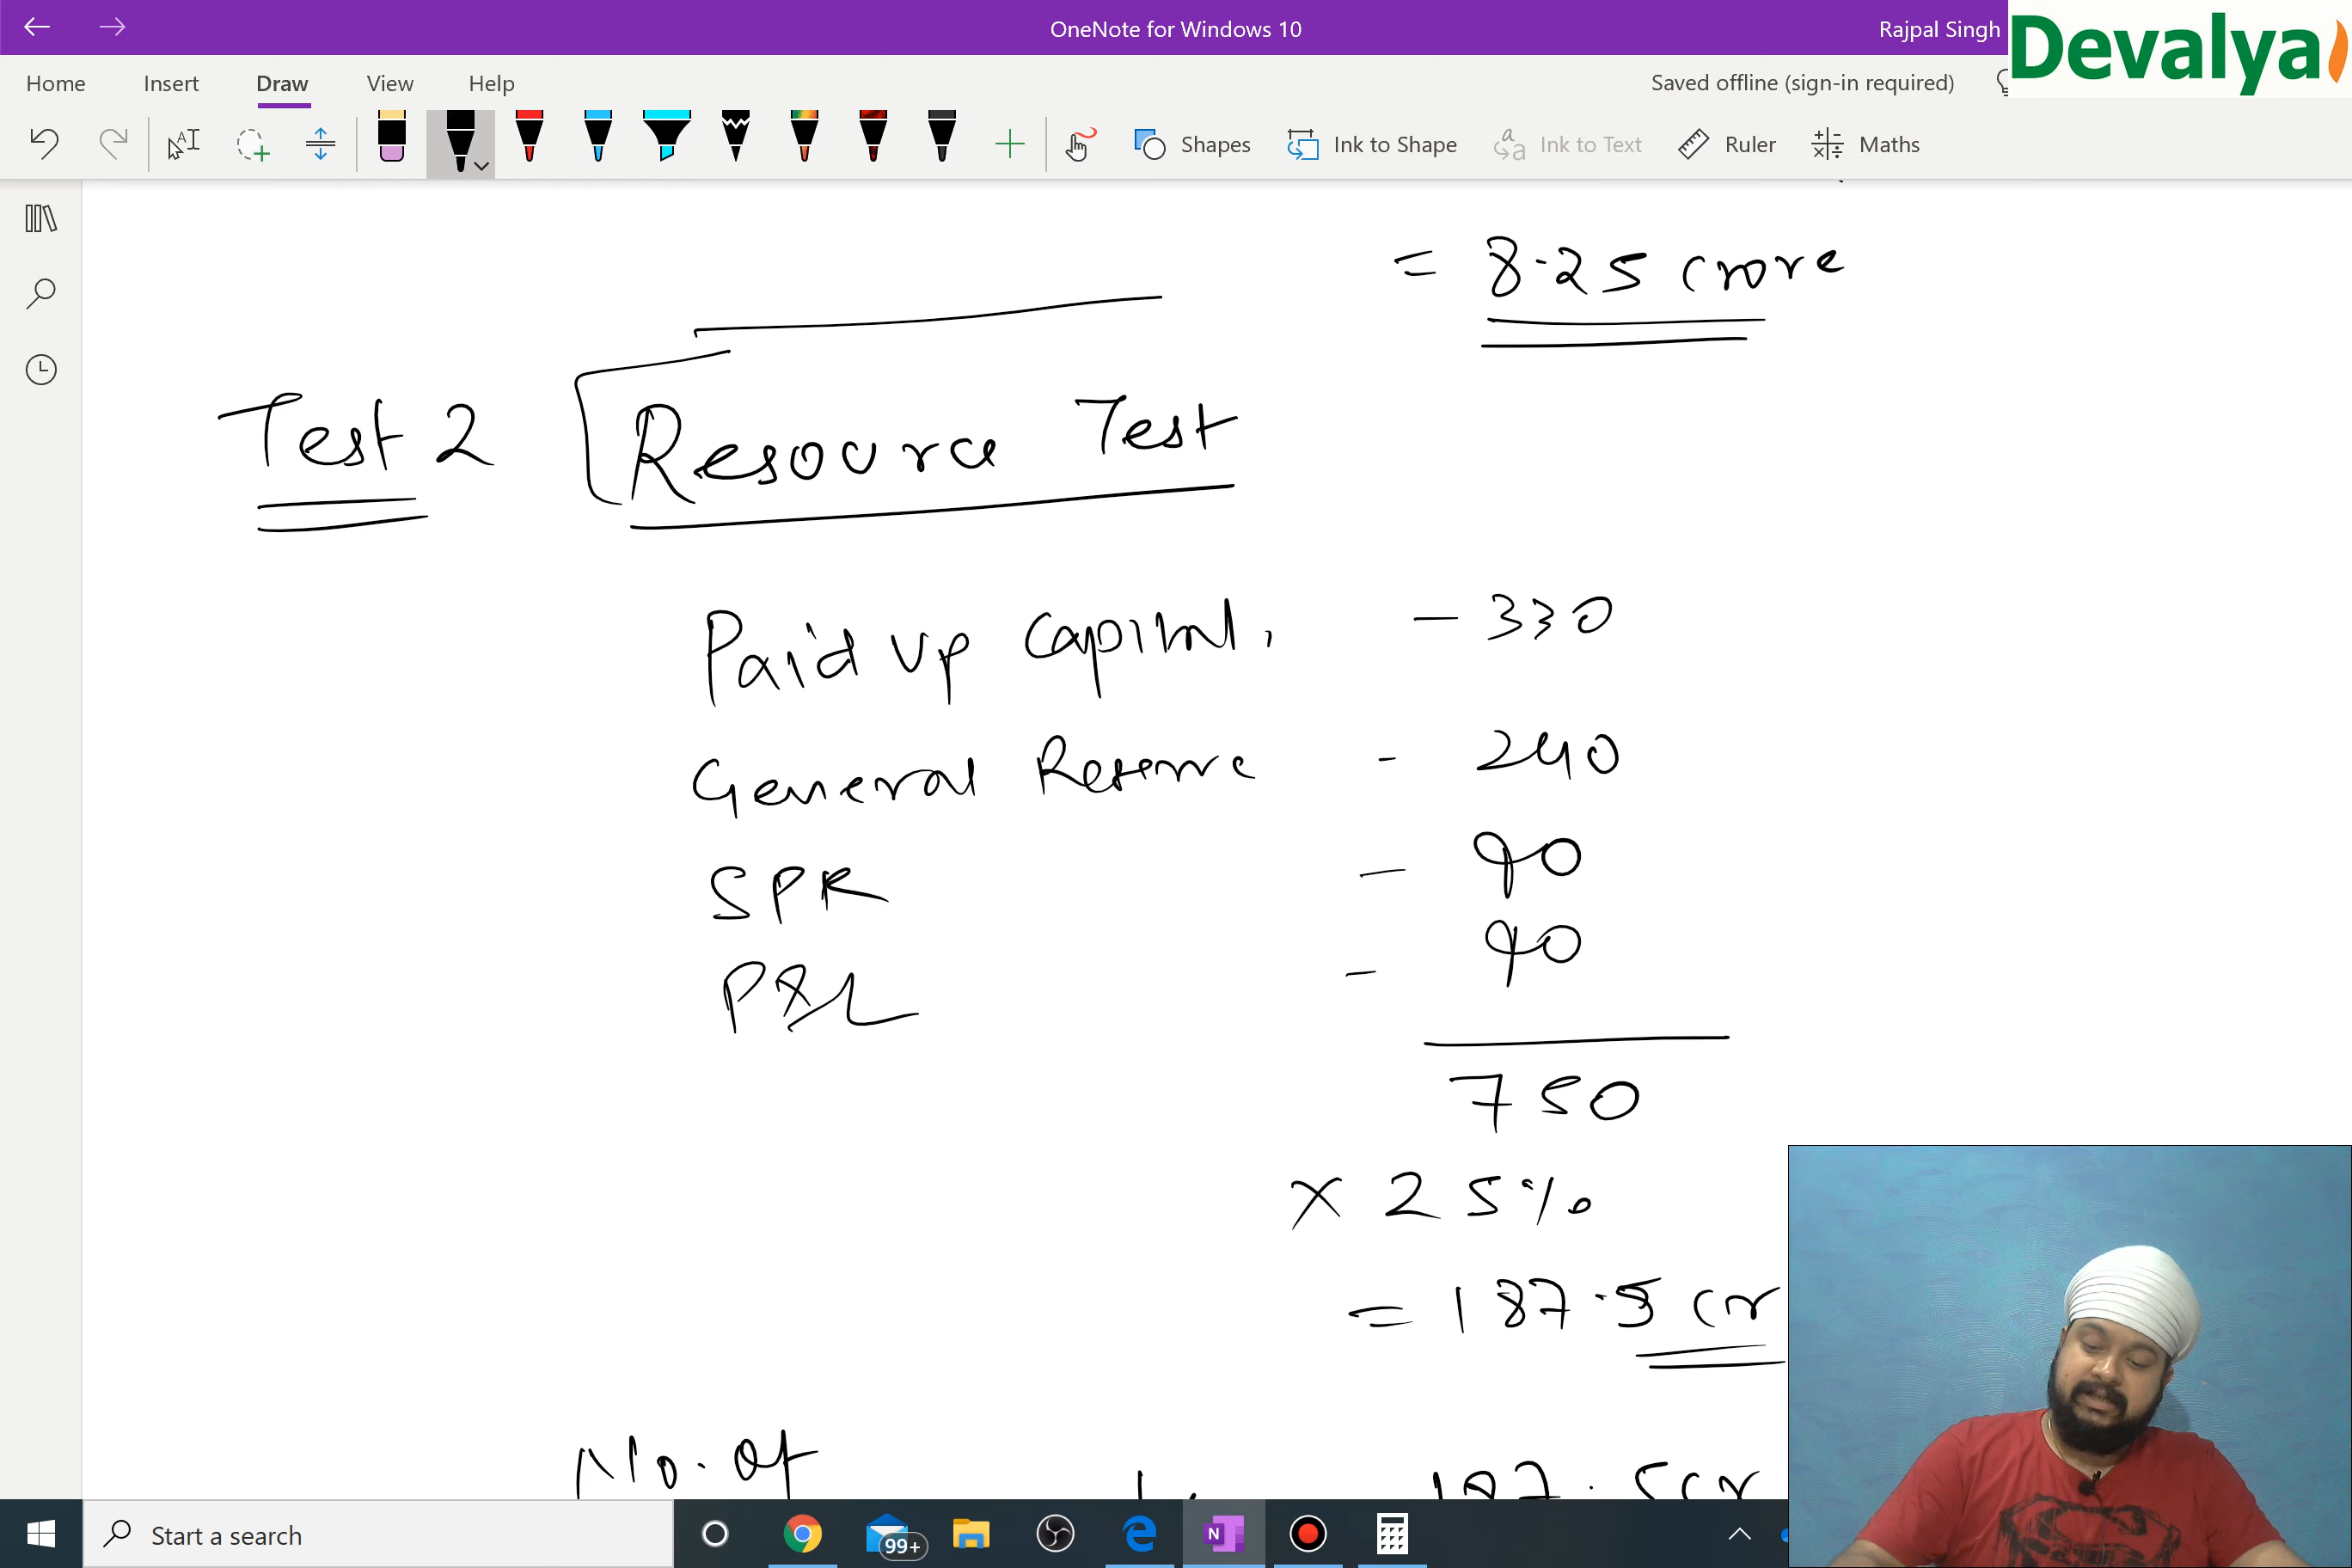 OneNote for Windows 10
Rajpal Singh
Devalya
Home Insert Draw View Help
Saved offline (sign-in required)
Shapes Ink to Shape Ink to Text Ruler Maths
= 8.25 crore
Test 2 Resource Test
Paid up Capital, - 330
General Reserve - 240
SPR - 90
P&L - 90
750
× 25%
= 187.5 cr
No. of
187.5cr
Start a search
99+